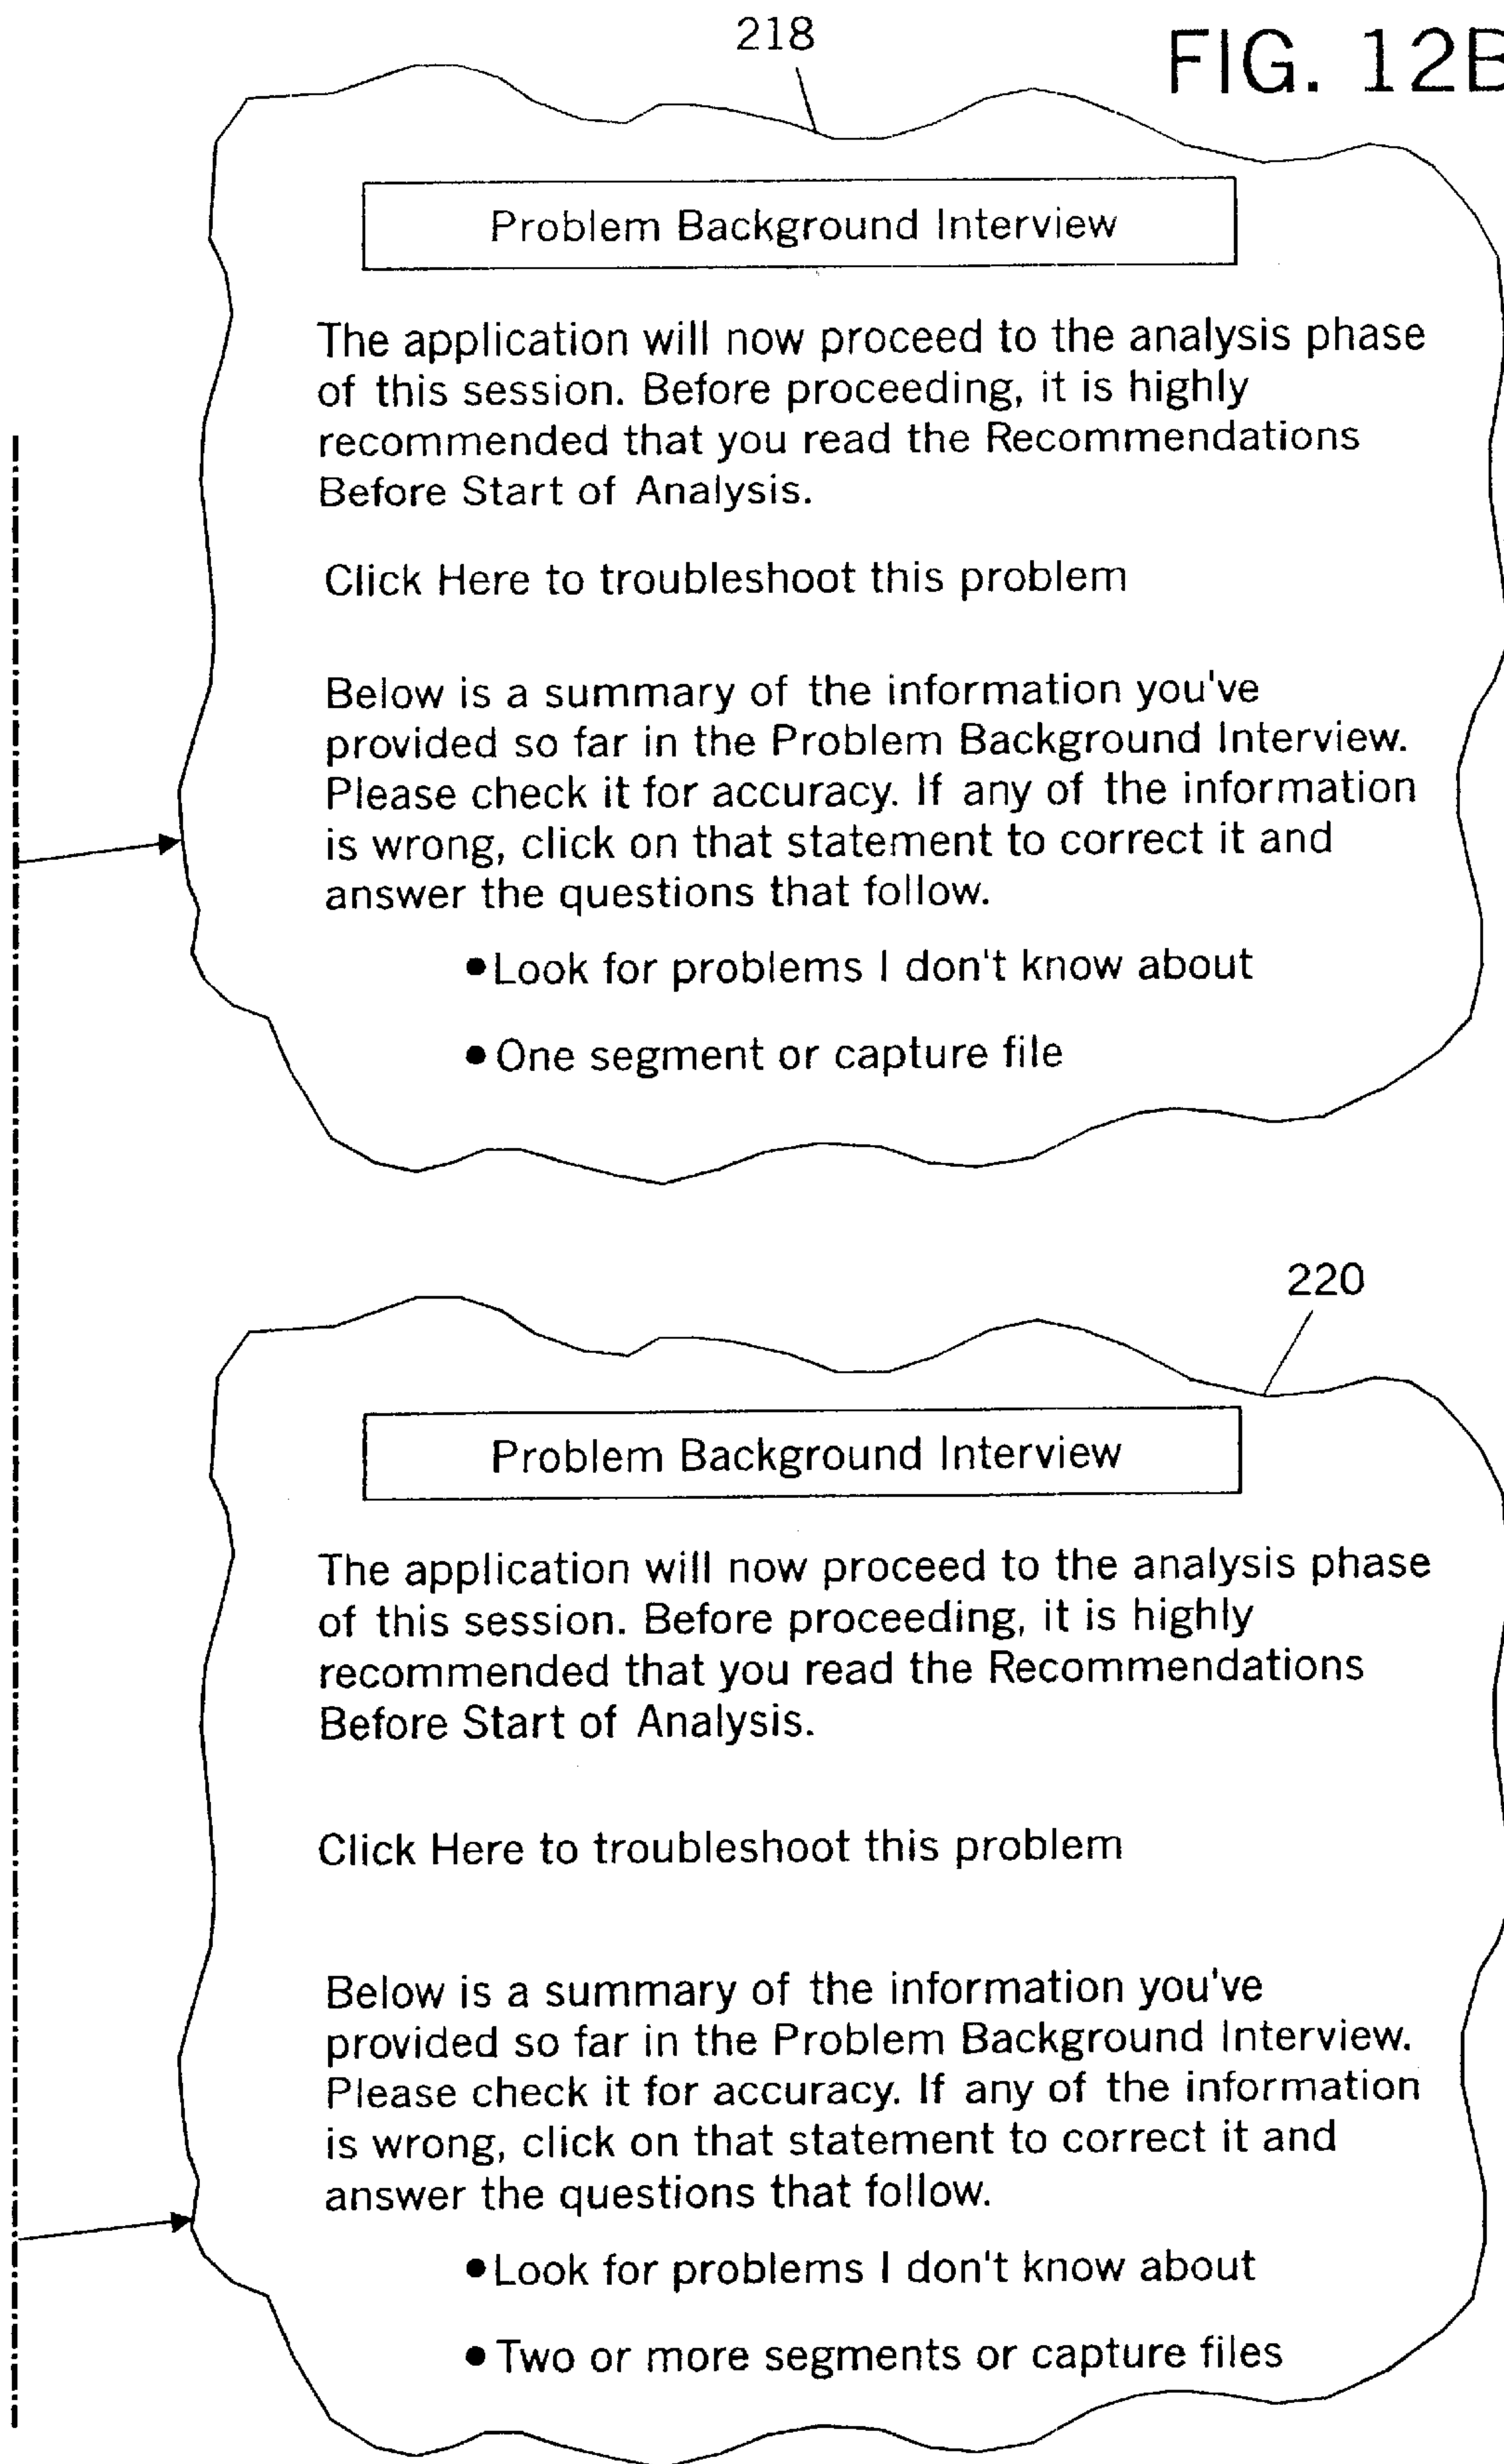 218
FIG. 12B
Problem Background Interview
The application will now proceed to the analysis phase
of this session. Before proceeding, it is highly
recommended that you read the Recommendations
Before Start of Analysis.
Click Here to troubleshoot this problem
Below is a summary of the information you've
provided so far in the Problem Background Interview.
Please check it for accuracy. If any of the information
is wrong, click on that statement to correct it and
answer the questions that follow.
•Look for problems I don't know about
•One segment or capture file
220
Problem Background Interview
The application will now proceed to the analysis phase
of this session. Before proceeding, it is highly
recommended that you read the Recommendations
Before Start of Analysis.
Click Here to troubleshoot this problem
Below is a summary of the information you've
provided so far in the Problem Background Interview.
Please check it for accuracy. If any of the information
is wrong, click on that statement to correct it and
answer the questions that follow.
•Look for problems I don't know about
•Two or more segments or capture files